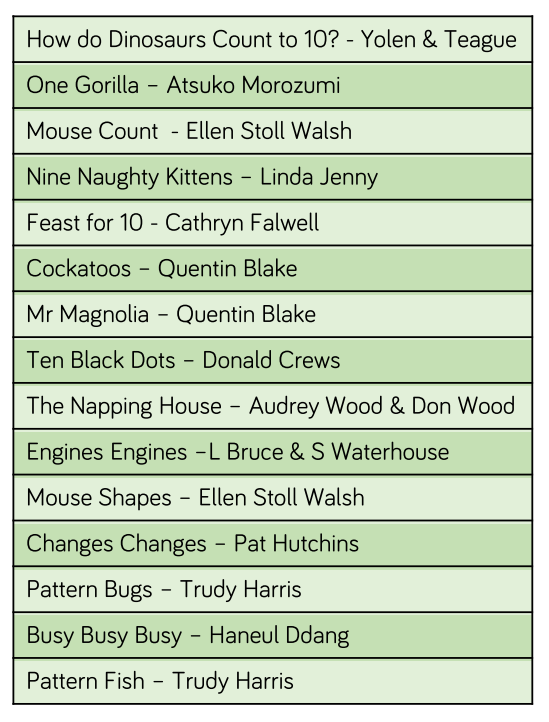 How do Dinosaurs Count to 10? - Yolen & Teague
One Gorilla – Atsuko Morozumi
Mouse Count - Ellen Stoll Walsh
Nine Naughty Kittens – Linda Jenny
Feast for 10 - Cathryn Falwell
Cockatoos – Quentin Blake
Mr Magnolia – Quentin Blake
Ten Black Dots – Donald Crews
The Napping House – Audrey Wood & Don Wood
Engines Engines –L Bruce & S Waterhouse
Mouse Shapes – Ellen Stoll Walsh
Changes Changes – Pat Hutchins
Pattern Bugs – Trudy Harris
Busy Busy Busy – Haneul Ddang
Pattern Fish – Trudy Harris